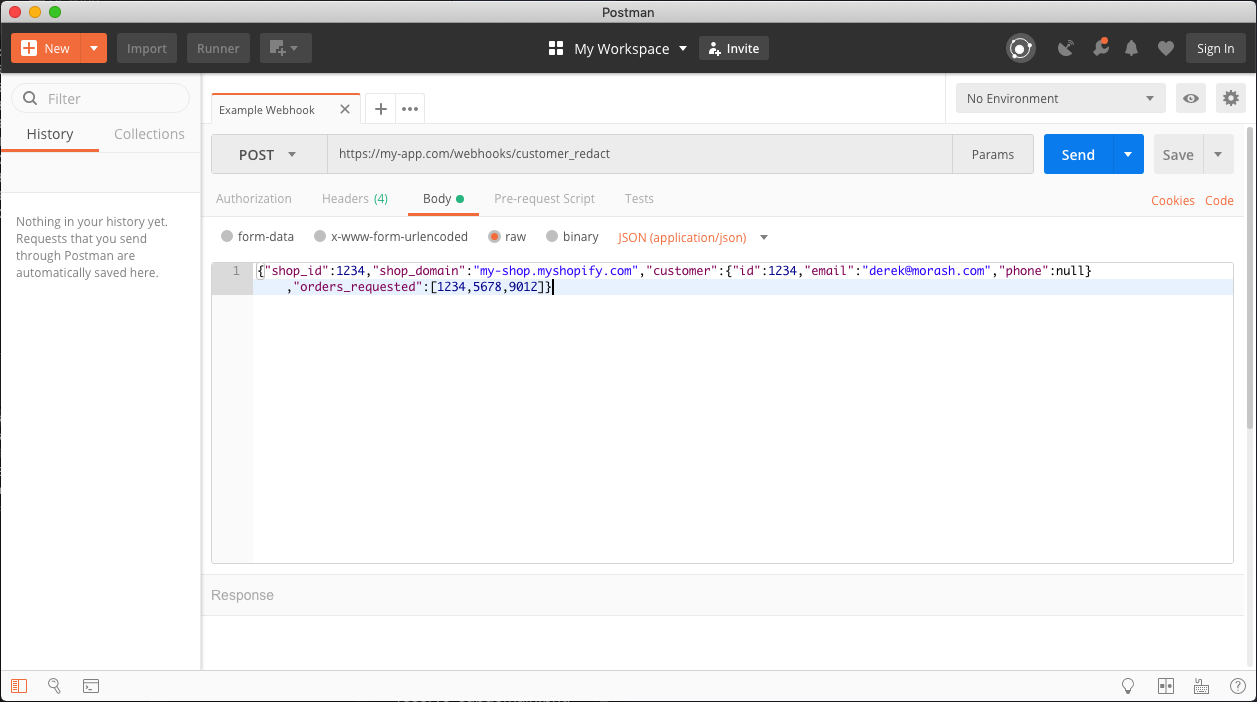 Postman
New
Import
Runner
My Workspace
Invite
Sign In
Filter
History
Collections
Nothing in your history yet.
Requests that you send
through Postman are
automatically saved here.
Example Webhook
No Environment
POST
https://my-app.com/webhooks/customer_redact
Params
Send
Save
Authorization
Headers (4)
Body
Pre-request Script
Tests
Cookies
Code
form-data
x-www-form-urlencoded
raw
binary
JSON (application/json)
1
{"shop_id":1234,"shop_domain":"my-shop.myshopify.com","customer":{"id":1234,"email":"derek@morash.com","phone":null}
,"orders_requested":[1234,5678,9012]}
Response